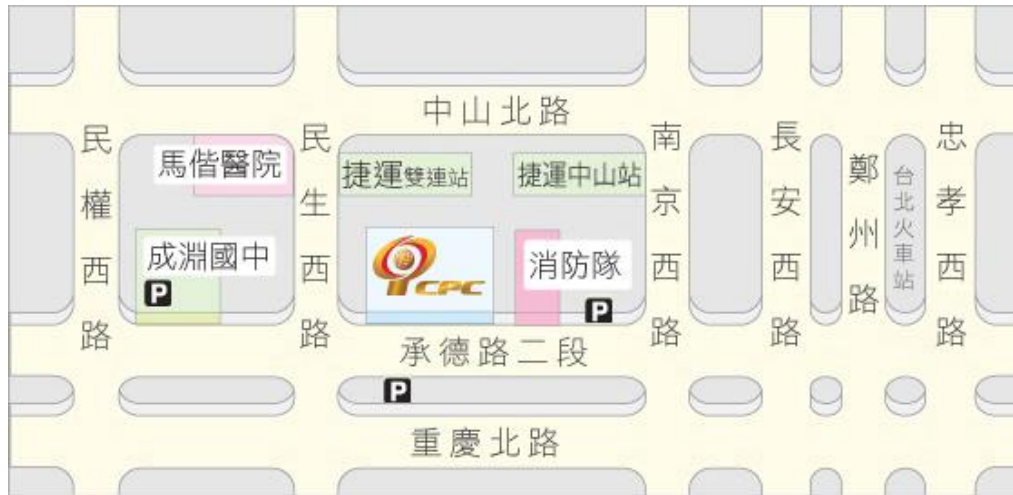 中山北路
民權西路
馬偕醫院
民生西路
捷運雙連站
捷運中山站
南京西路
長安西路
鄭州路
台北火車站
忠孝西路
成淵國中
P
CPC
消防隊
P
承德路二段
P
重慶北路